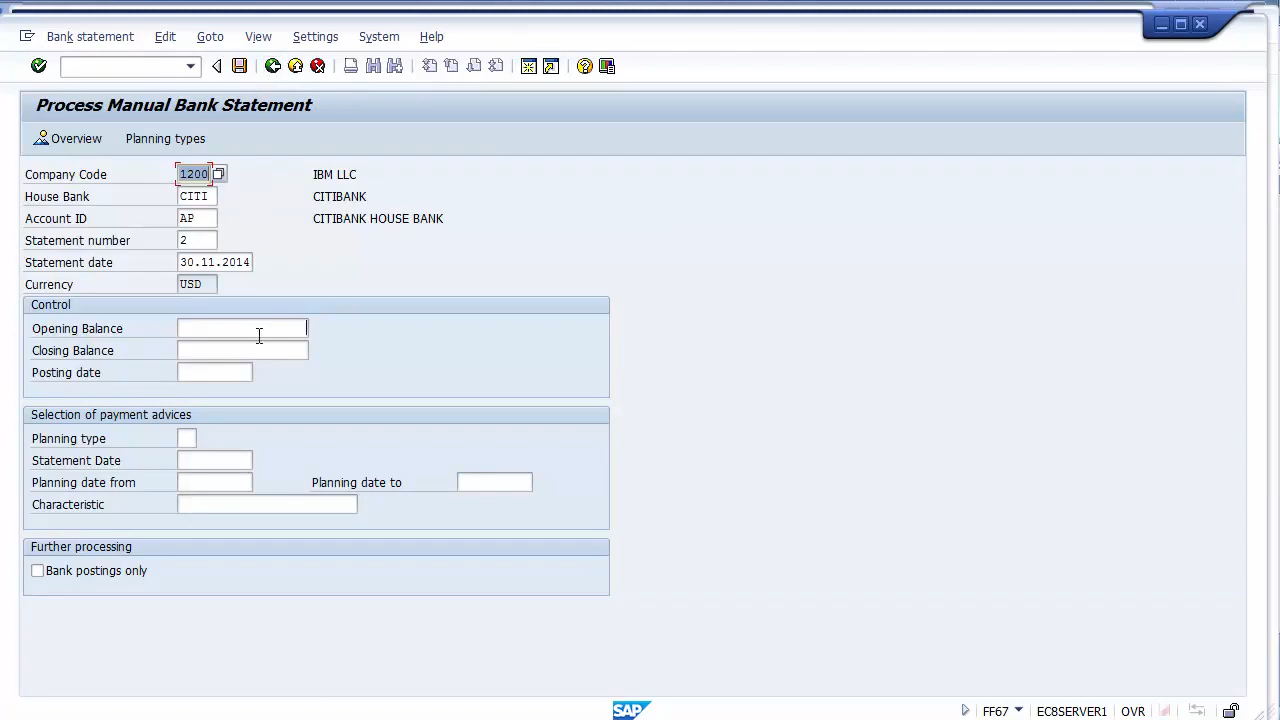 Bank statement Edit Goto View Settings System Help
Process Manual Bank Statement
Overview Planning types
Company Code 1200 IBM LLC
House Bank CITI CITIBANK
Account ID AP CITIBANK HOUSE BANK
Statement number 2
Statement date 30.11.2014
Currency USD
Control
Opening Balance
Closing Balance
Posting date
Selection of payment advices
Planning type
Statement Date
Planning date from Planning date to
Characteristic
Further processing
Bank postings only
SAP FF67 ECSSERVER1 OVR